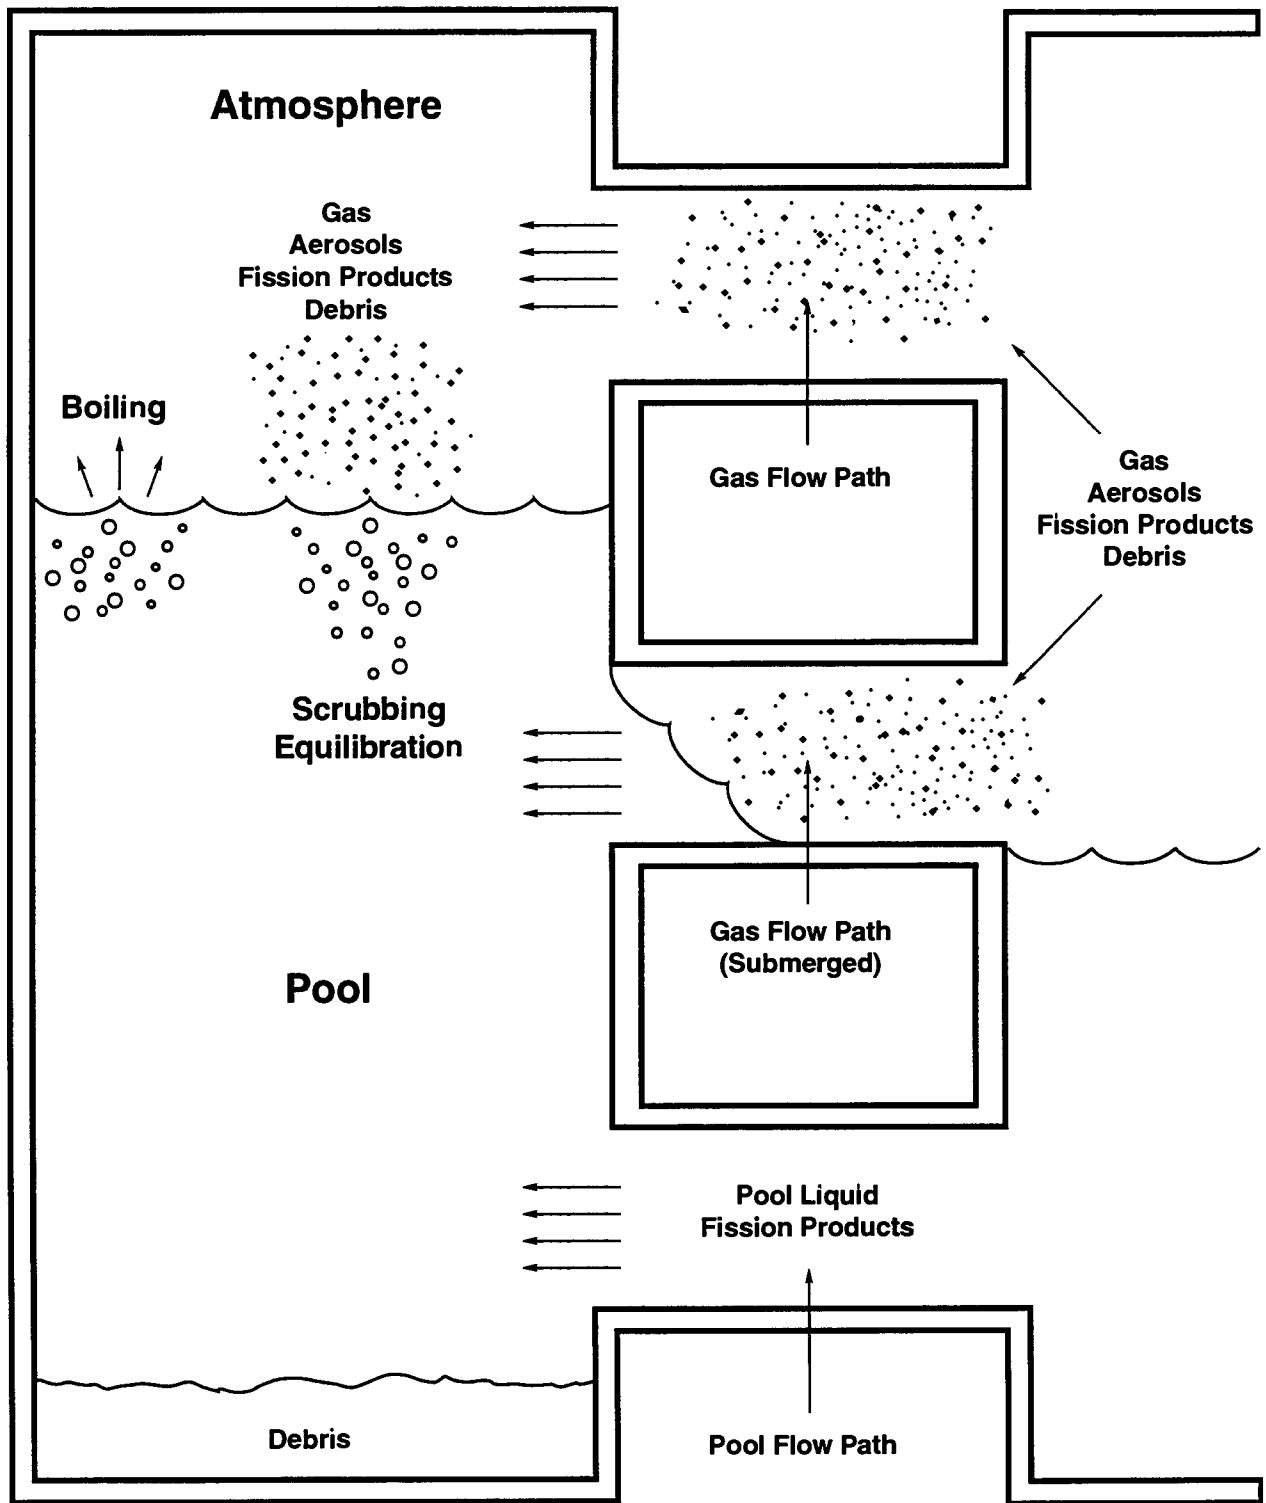 Atmosphere
Gas
Aerosols
Fission Products
Debris
Boiling
Gas Flow Path
Gas
Aerosols
Fission Products
Debris
Scrubbing
Equilibration
Gas Flow Path
(Submerged)
Pool
Pool Liquid
Fission Products
Debris
Pool Flow Path